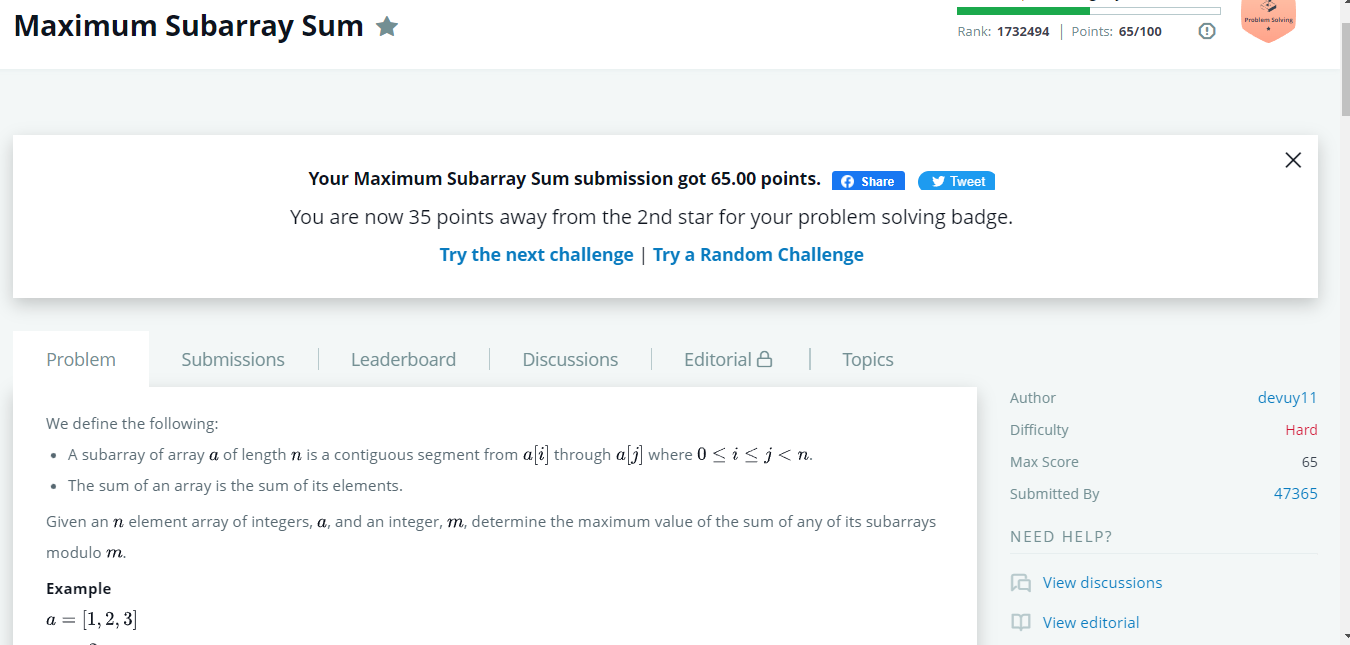 Maximum Subarray Sum
Rank: 1732494 | Points: 65/100
Problem Solving
Your Maximum Subarray Sum submission got 65.00 points. Share Tweet
You are now 35 points away from the 2nd star for your problem solving badge.
Try the next challenge | Try a Random Challenge
Problem Submissions Leaderboard Discussions Editorial Topics
We define the following:
• A subarray of array a of length n is a contiguous segment from a[i] through a[j] where 0 ≤ i ≤ j < n.
• The sum of an array is the sum of its elements.
Given an n element array of integers, a, and an integer, m, determine the maximum value of the sum of any of its subarrays
modulo m.
Example
a = [1, 2, 3]
Author devuy11
Difficulty Hard
Max Score 65
Submitted By 47365
NEED HELP?
View discussions
View editorial